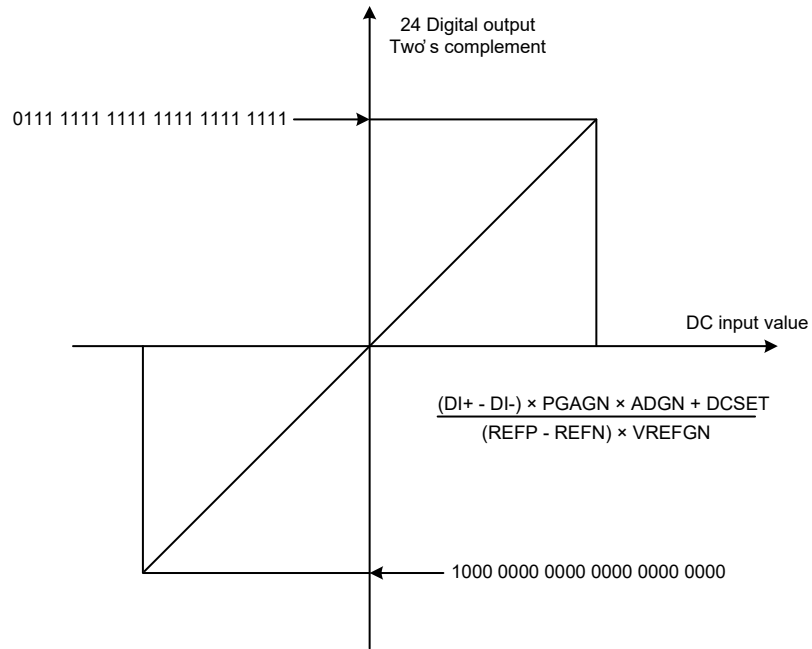 24 Digital output
Two's complement
0111 1111 1111 1111 1111 1111
DC input value
(DI+ - DI-) × PGAGN × ADGN + DCSET
(REFP - REFN) × VREFGN
1000 0000 0000 0000 0000 0000